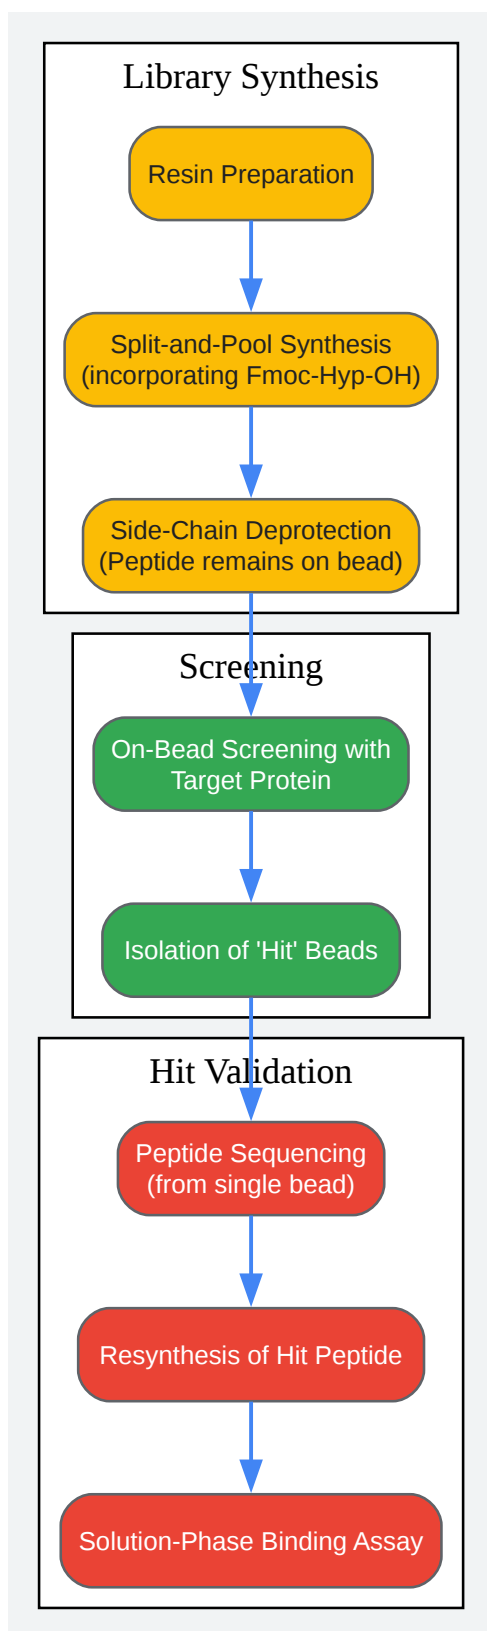 Library Synthesis
Resin Preparation
Split-and-Pool Synthesis
(incorporating Fmoc-Hyp-OH)
Side-Chain Deprotection
(Peptide remains on bead)
Screening
On-Bead Screening with
Target Protein
Isolation of 'Hit' Beads
Hit Validation
Peptide Sequencing
(from single bead)
Resynthesis of Hit Peptide
Solution-Phase Binding Assay